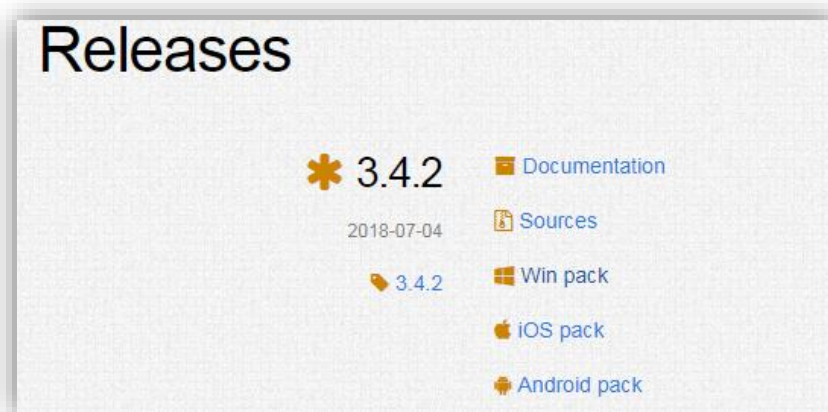 Releases
3.4.2
2018-07-04
3.4.2
Documentation
Sources
Win pack
iOS pack
Android pack